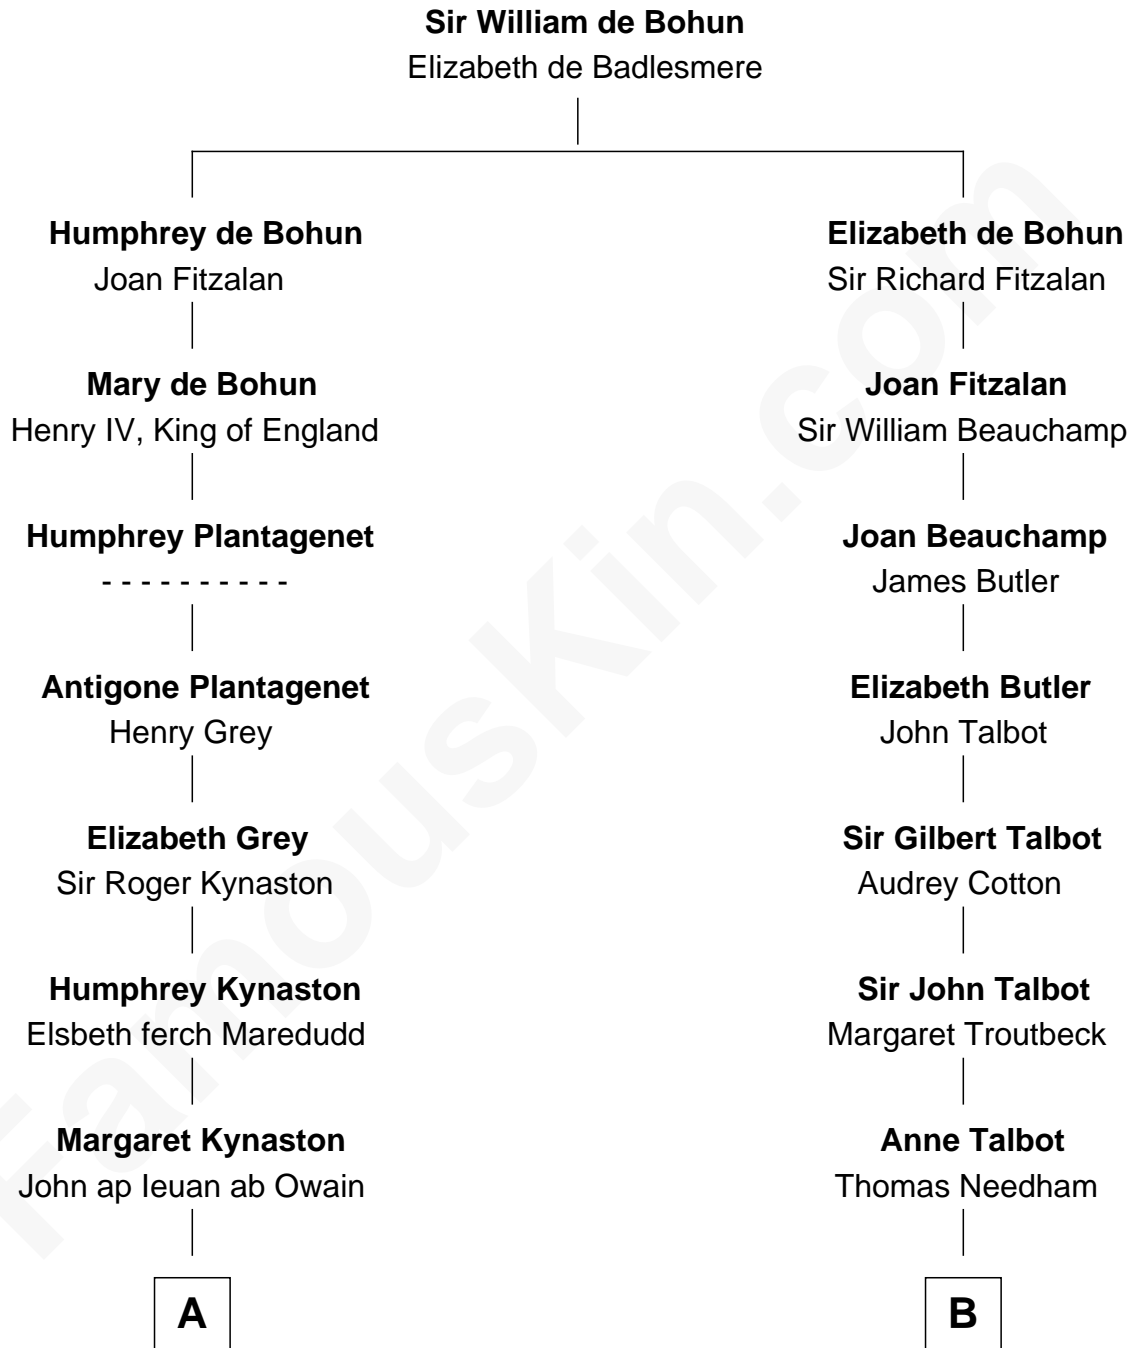 Sir William de Bohun
Elizabeth de Badlesmere
Humphrey de Bohun
Joan Fitzalan
Elizabeth de Bohun
Sir Richard Fitzalan
Mary de Bohun
Henry IV, King of England
Joan Fitzalan
Sir William Beauchamp
Humphrey Plantagenet
- - - - - - - - - -
Joan Beauchamp
James Butler
Antigone Plantagenet
Henry Grey
Elizabeth Butler
John Talbot
Elizabeth Grey
Sir Roger Kynaston
Sir Gilbert Talbot
Audrey Cotton
Humphrey Kynaston
Elsbeth ferch Maredudd
Sir John Talbot
Margaret Troutbeck
Margaret Kynaston
John ap Ieuan ab Owain
Anne Talbot
Thomas Needham
A
B
FamousKin.com